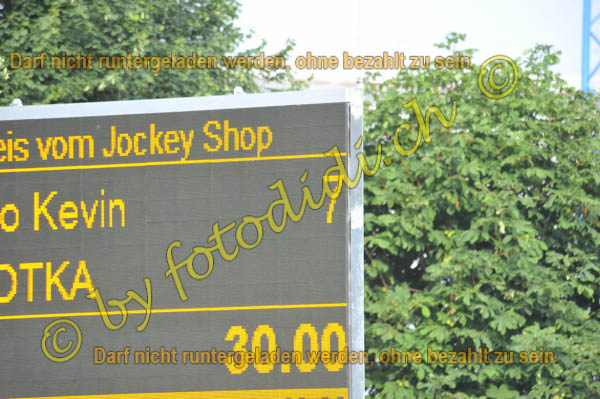 Darf nicht runtergeladen werden, ohne bezahlt zu sein.
eis vom Jockey Shop
o Kevin 7
OTKA
30.00
© by fotodidi.ch ©
Darf nicht runtergeladen werden, ohne bezahlt zu sein